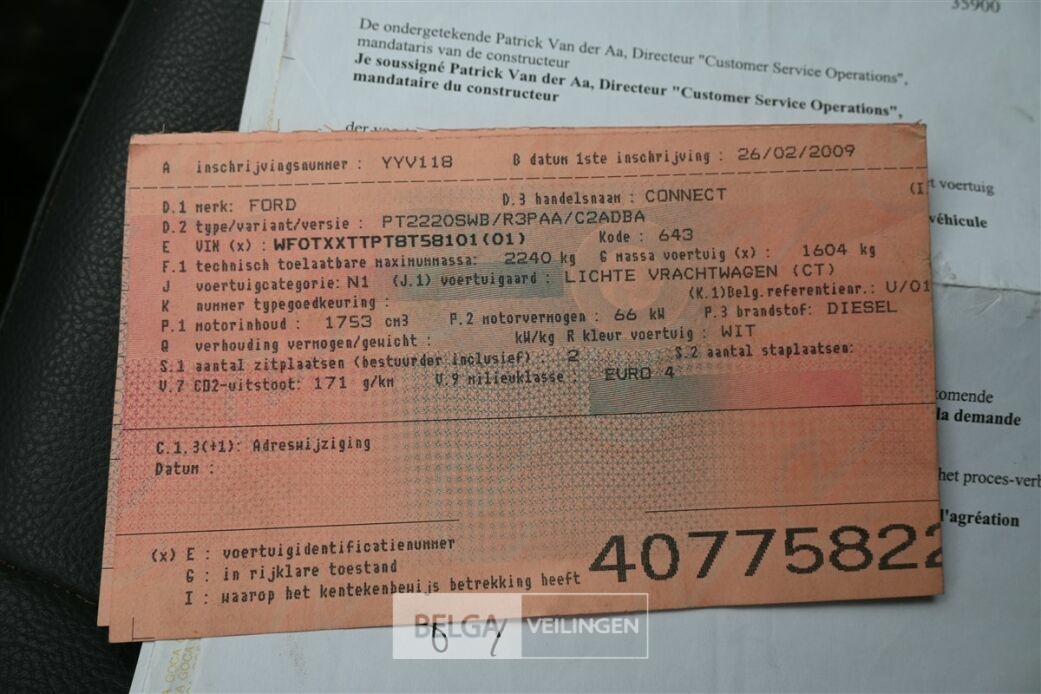 35900
De ondergetekende Patrick Van der Aa, Directeur "Customer Service Operations",
mandataris van de constructeur
Je soussigné Patrick Van der Aa, Directeur "Customer Service Operations",
mandataire du constructeur
der
A inschrijvingsnummer : YYV118 B datum 1ste inschrijving : 26/02/2009
D.1 merk: FORD D.3 handelsnaam : CONNECT (I
D.2 type/variant/versie : PT2220SWB/R3PAA/C2ADBA
E VIN (x) : WF0TXXTTPT8T58101(01) Kode : 643
F.1 technisch toelaatbare maximummassa: 2240 kg G massa voertuig (x) : 1604 kg
J voertuigcategorie: N1 (J.1) voertuigaard : LICHTE VRACHTWAGEN (CT)
K nummer typegoedkeuring : (K.1)Belg.referentienr.: U/01
P.1 motorinhoud : 1753 cm3 P.2 motorvermogen : 66 kW P.3 brandstof: DIESEL
Q verhouding vermogen/gewicht : kW/kg R kleur voertuig : WIT
S.1 aantal zitplaatsen (bestuurder inclusief) : 2 S.2 aantal staplaatsen:
V.7 CO2-uitstoot: 171 g/km V.9 milieuklasse : EURO 4
C.1,3(+1): Adreswijziging
Datum :
(x) E : voertuigidentificatienummer
G : in rijklare toestand
I : waarop het kentekenbewijs betrekking heeft
40775822
t voertuig
véhicule
omende
la demande
het proces-verb
l'agréation
BELGA VEILINGEN
GOCA
GOCA